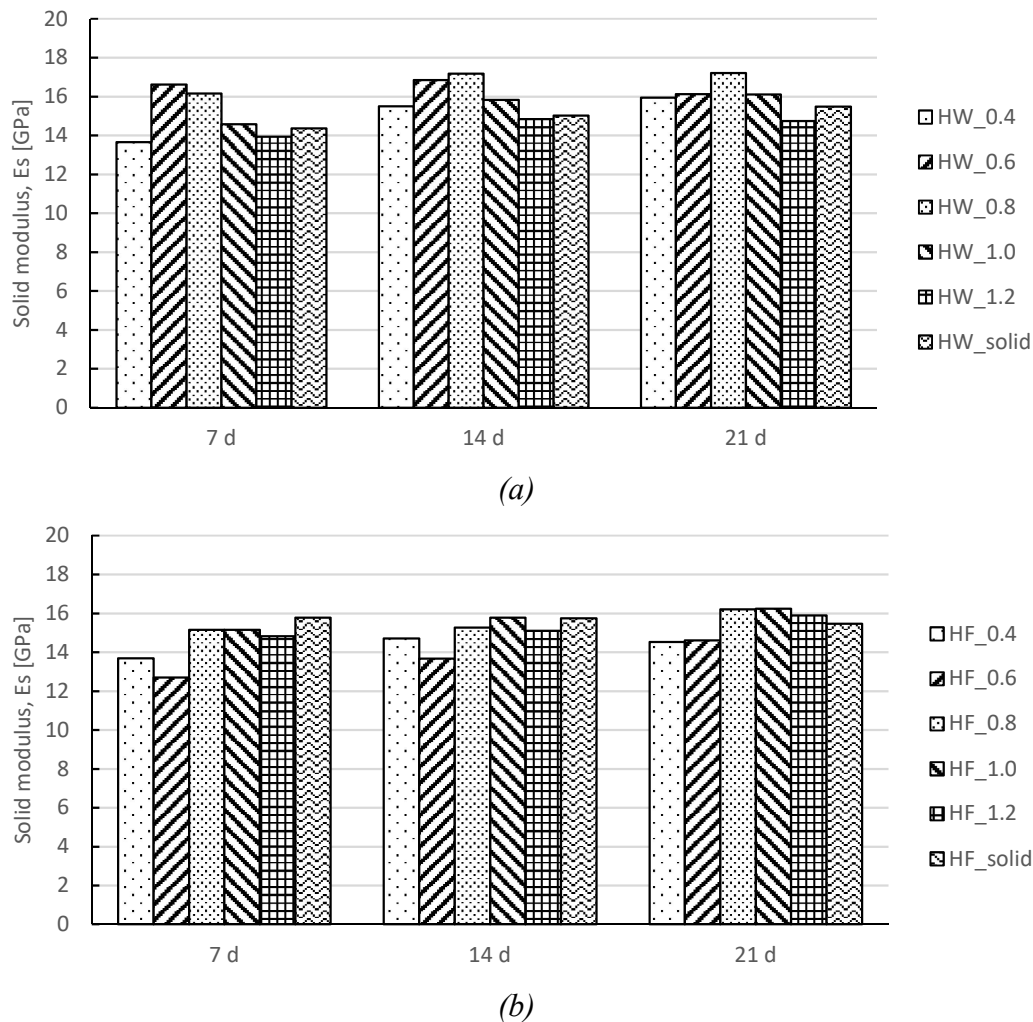 20
18
16
14
12
10
8
6
4
2
0
Solid modulus, Es [GPa]
7 d
14 d
21 d
HW_0.4
HW_0.6
HW_0.8
HW_1.0
HW_1.2
HW_solid
(a)
20
18
16
14
12
10
8
6
4
2
0
Solid modulus, Es [GPa]
7 d
14 d
21 d
HF_0.4
HF_0.6
HF_0.8
HF_1.0
HF_1.2
HF_solid
(b)